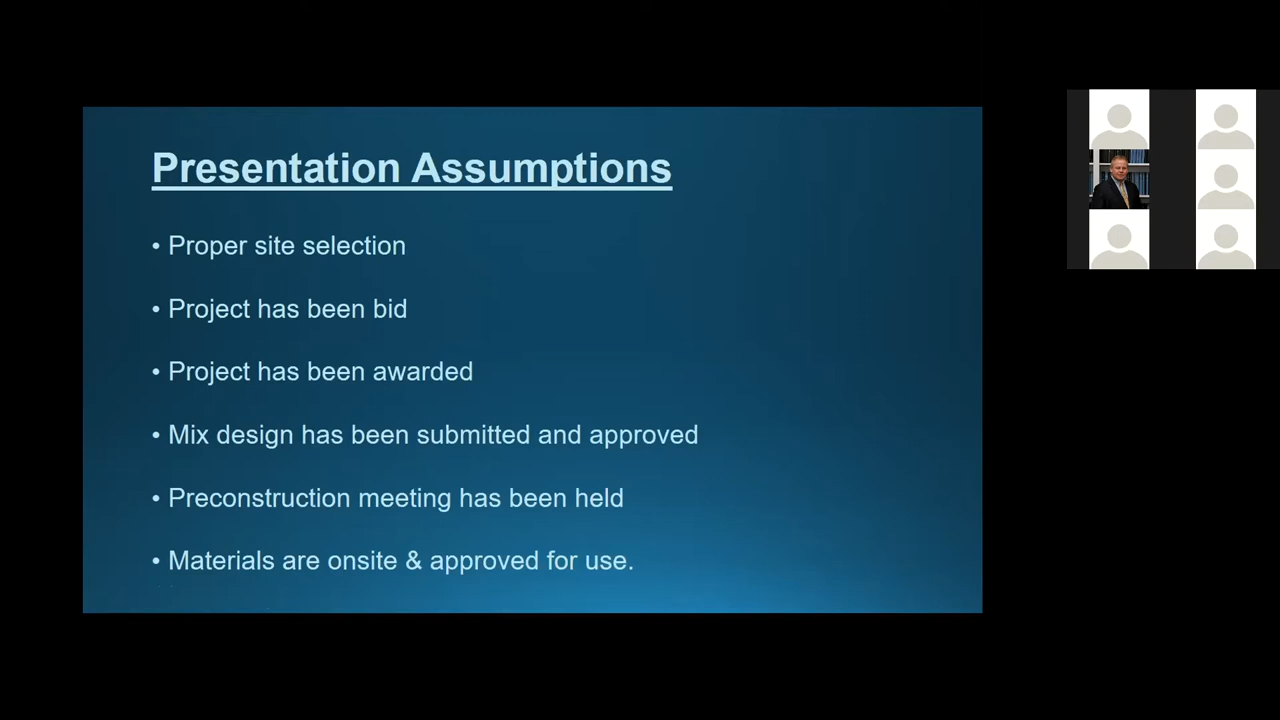 Presentation Assumptions
• Proper site selection
• Project has been bid
• Project has been awarded
• Mix design has been submitted and approved
• Preconstruction meeting has been held
• Materials are onsite & approved for use.